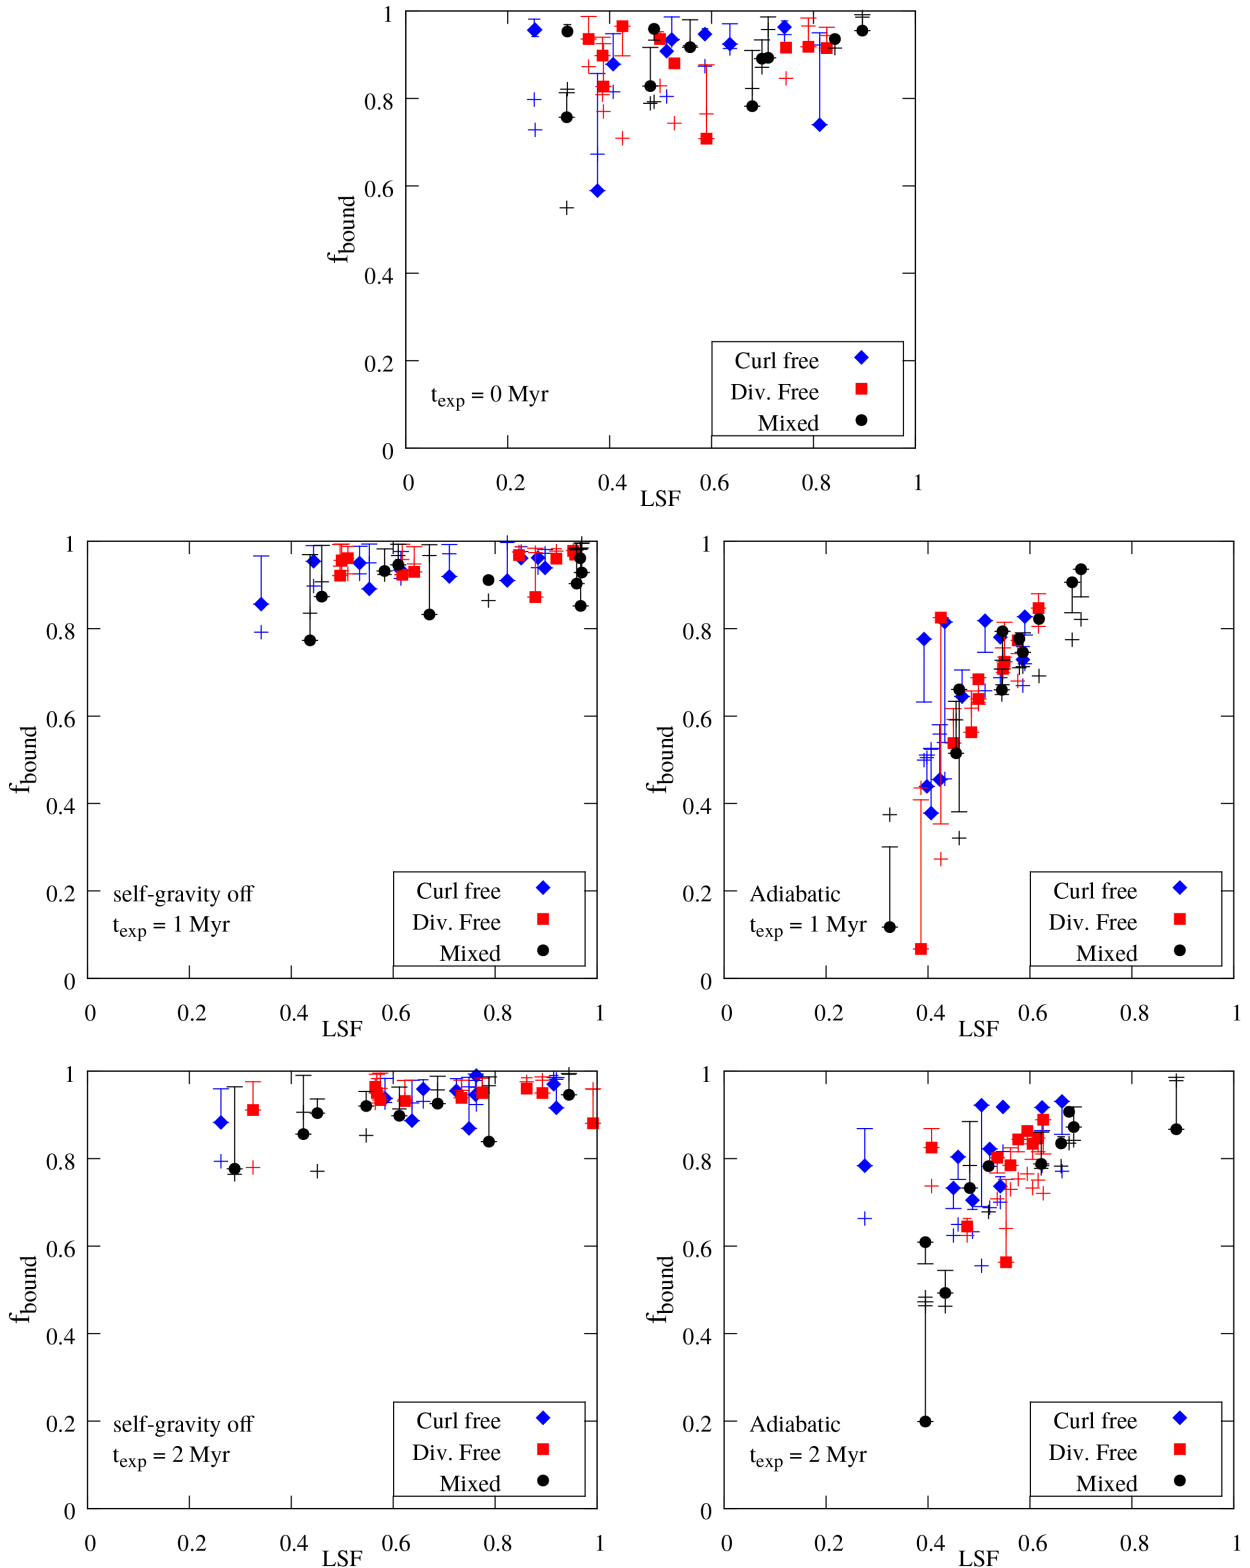 1
0.8
0.6
0.4
0.2
0
f_bound
t_exp = 0 Myr
Curl free
Div. Free
Mixed
0 0.2 0.4 0.6 0.8 1
LSF
1
0.8
0.6
0.4
0.2
0
f_bound
self-gravity off
t_exp = 1 Myr
Curl free
Div. Free
Mixed
0 0.2 0.4 0.6 0.8 1
LSF
1
0.8
0.6
0.4
0.2
0
f_bound
Adiabatic
t_exp = 1 Myr
Curl free
Div. Free
Mixed
0 0.2 0.4 0.6 0.8 1
LSF
1
0.8
0.6
0.4
0.2
0
f_bound
self-gravity off
t_exp = 2 Myr
Curl free
Div. Free
Mixed
0 0.2 0.4 0.6 0.8 1
LSF
1
0.8
0.6
0.4
0.2
0
f_bound
Adiabatic
t_exp = 2 Myr
Curl free
Div. Free
Mixed
0 0.2 0.4 0.6 0.8 1
LSF